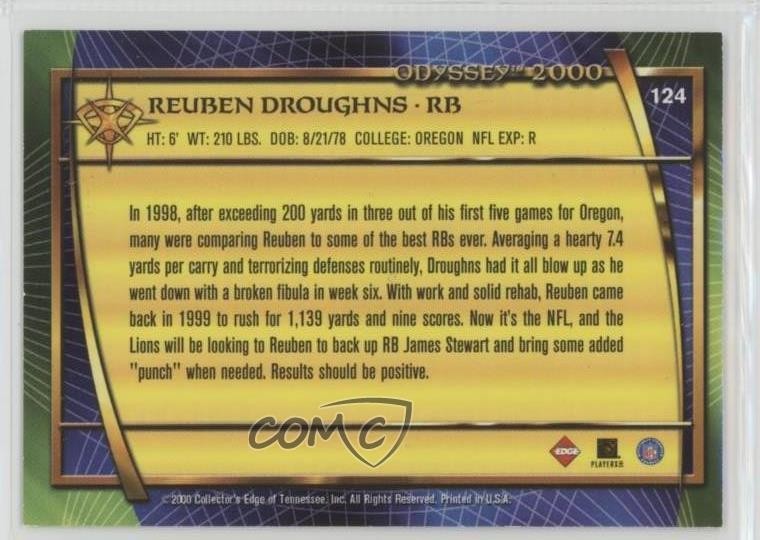 ODYSSEY™ 2000
124
REUBEN DROUGHNS · RB
HT: 6' WT: 210 LBS. DOB: 8/21/78 COLLEGE: OREGON NFL EXP: R
In 1998, after exceeding 200 yards in three out of his first five games for Oregon,
many were comparing Reuben to some of the best RBs ever. Averaging a hearty 7.4
yards per carry and terrorizing defenses routinely, Droughns had it all blow up as he
went down with a broken fibula in week six. With work and solid rehab, Reuben came
back in 1999 to rush for 1,139 yards and nine scores. Now it's the NFL, and the
Lions will be looking to Reuben to back up RB James Stewart and bring some added
"punch" when needed. Results should be positive.
COMC
EDGE
PLAYERS INC
© 2000 Collector's Edge of Tennessee, Inc. All Rights Reserved. Printed in U.S.A.